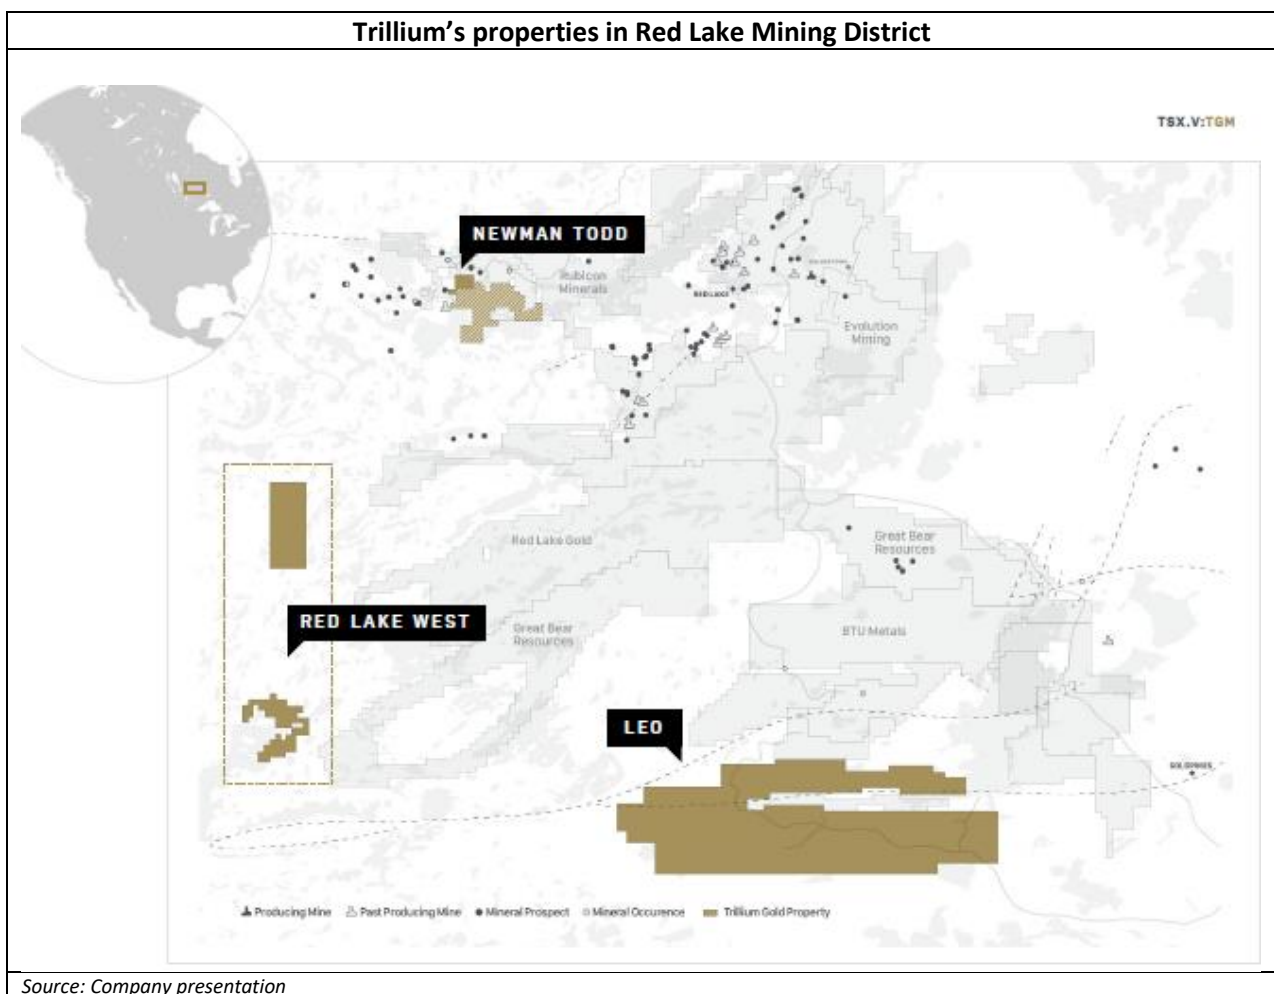 Trillium’s properties in Red Lake Mining District
TSX.V:TGM
NEWMAN TODD
Rubicon
Minerals
RED LAKE
Evolution
Mining
Red Lake Gold
Great Bear
Resources
RED LAKE WEST
Great Bear
Resources
BTU Metals
LEO
Producing Mine
Past Producing Mine
Mineral Prospect
Mineral Occurence
Trillium Gold Property
Source: Company presentation